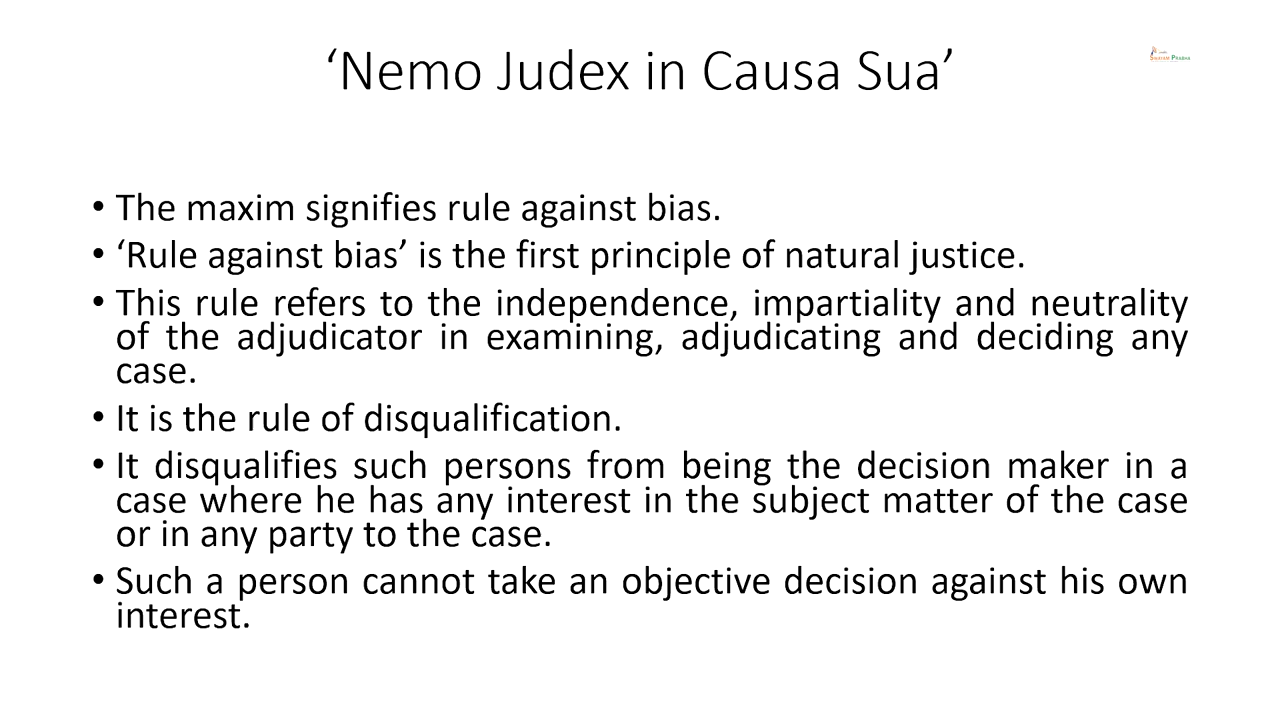 ‘Nemo Judex in Causa Sua’
SWAYAM PRABHA
• The maxim signifies rule against bias.
• ‘Rule against bias’ is the first principle of natural justice.
• This rule refers to the independence, impartiality and neutrality
of the adjudicator in examining, adjudicating and deciding any
case.
• It is the rule of disqualification.
• It disqualifies such persons from being the decision maker in a
case where he has any interest in the subject matter of the case
or in any party to the case.
• Such a person cannot take an objective decision against his own
interest.